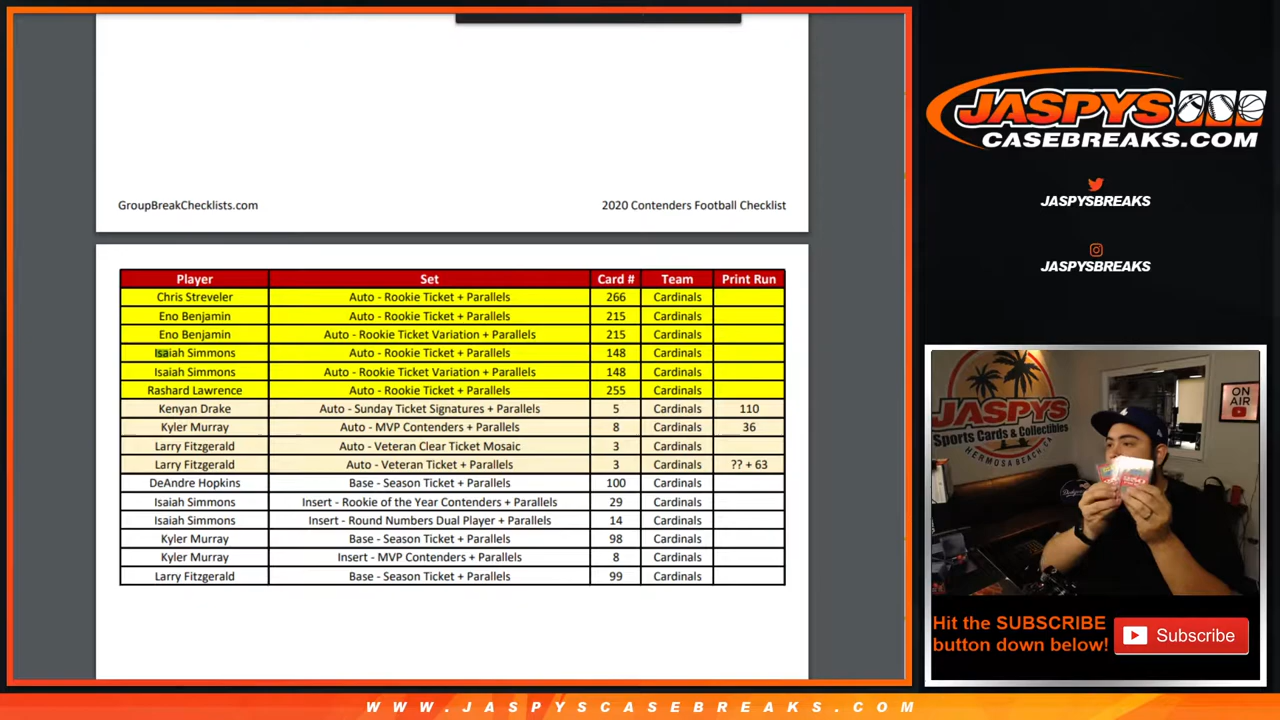 GroupBreakChecklists.com 2020 Contenders Football Checklist
Player Set Card # Team Print Run
Chris Streveler Auto - Rookie Ticket + Parallels 266 Cardinals
Eno Benjamin Auto - Rookie Ticket + Parallels 215 Cardinals
Eno Benjamin Auto - Rookie Ticket Variation + Parallels 215 Cardinals
Isaiah Simmons Auto - Rookie Ticket + Parallels 148 Cardinals
Isaiah Simmons Auto - Rookie Ticket Variation + Parallels 148 Cardinals
Rashard Lawrence Auto - Rookie Ticket + Parallels 255 Cardinals
Kenyan Drake Auto - Sunday Ticket Signatures + Parallels 5 Cardinals 110
Kyler Murray Auto - MVP Contenders + Parallels 8 Cardinals 36
Larry Fitzgerald Auto - Veteran Clear Ticket Mosaic 3 Cardinals
Larry Fitzgerald Auto - Veteran Ticket + Parallels 3 Cardinals ?? + 63
DeAndre Hopkins Base - Season Ticket + Parallels 100 Cardinals
Isaiah Simmons Insert - Rookie of the Year Contenders + Parallels 29 Cardinals
Isaiah Simmons Insert - Round Numbers Dual Player + Parallels 14 Cardinals
Kyler Murray Base - Season Ticket + Parallels 98 Cardinals
Kyler Murray Insert - MVP Contenders + Parallels 8 Cardinals
Larry Fitzgerald Base - Season Ticket + Parallels 99 Cardinals
JASPYS
CASEBREAKS.COM
JASPYSBREAKS
JASPYSBREAKS
JASPYS
Sports Cards & Collectibles
HERMOSA BEACH, CA
ON
AIR
Hit the SUBSCRIBE
button down below!
Subscribe
WWW.JASPYSCASEBREAKS.COM